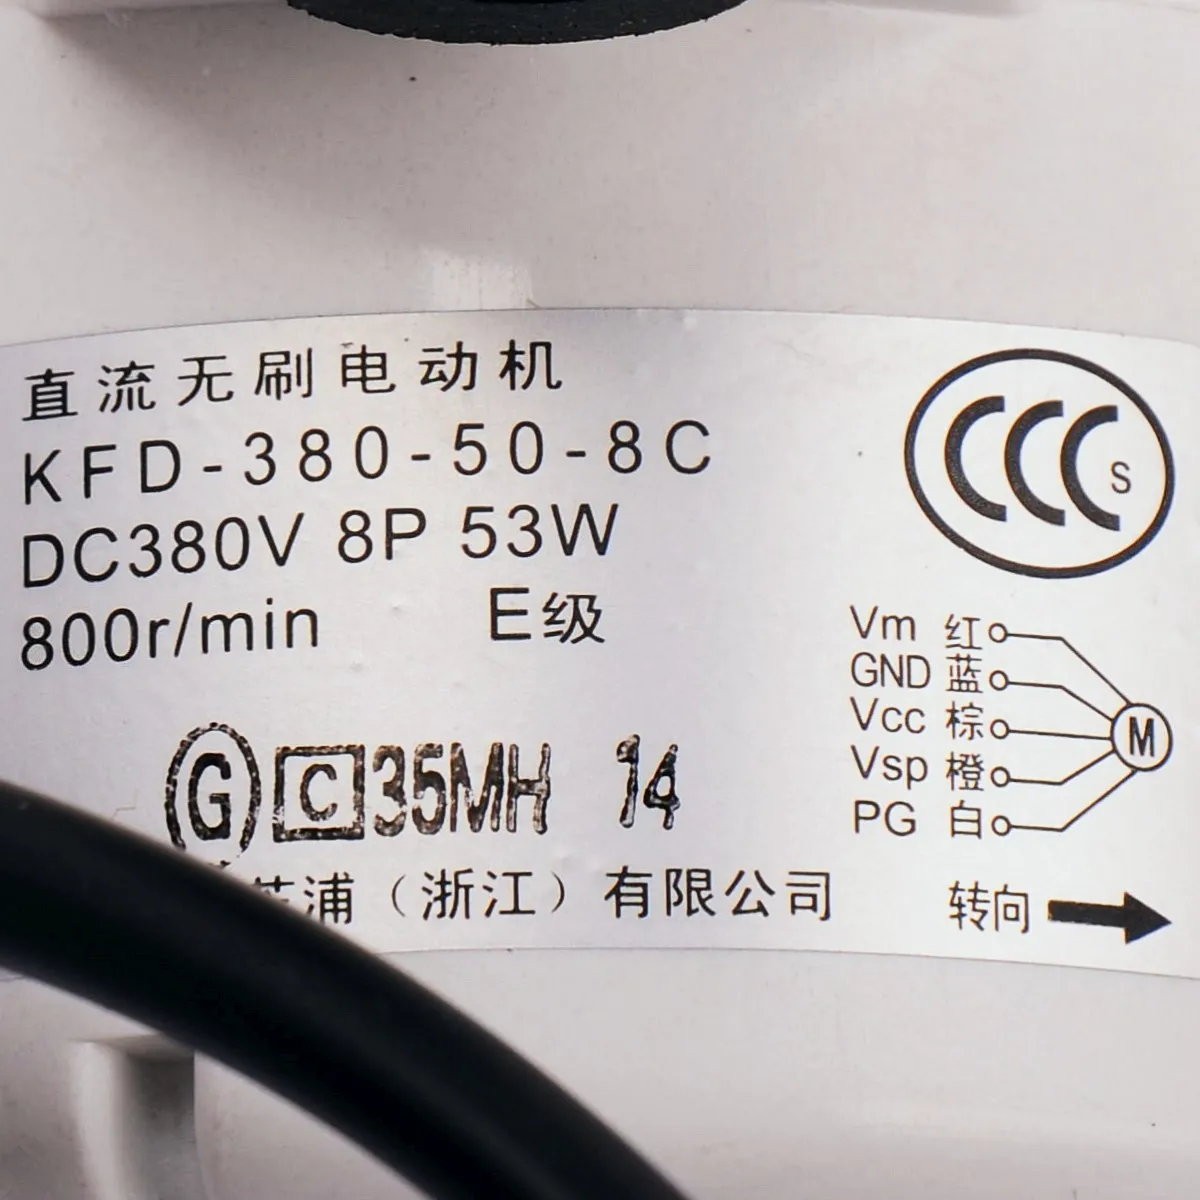 直流无刷电动机
KFD-380-50-8C
DC380V 8P 53W
800r/min E级
G C 35MH 14
浦（浙江）有限公司
CCC S
Vm 红
GND 蓝
Vcc 棕
Vsp 橙
PG 白
M
转向